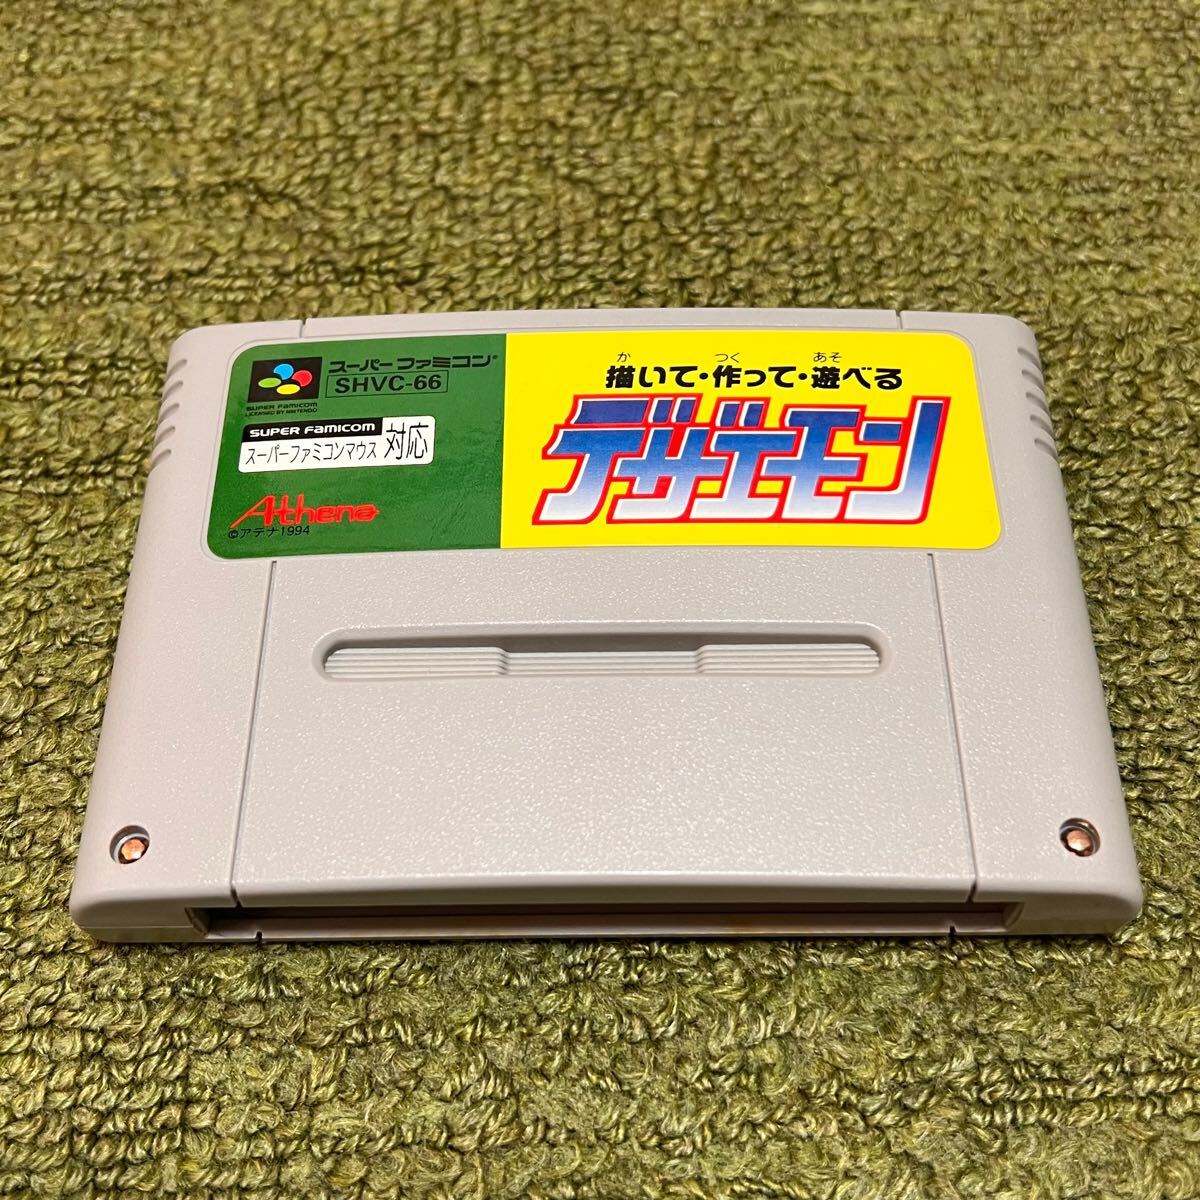 SUPER FAMICOM
LICENSED BY NINTENDO
スーパーファミコン®
SHVC-66
SUPER FAMICOM
スーパーファミコンマウス 対応
Athena
©アテナ1994
か つく あそ
描いて・作って・遊べる
デザエモン